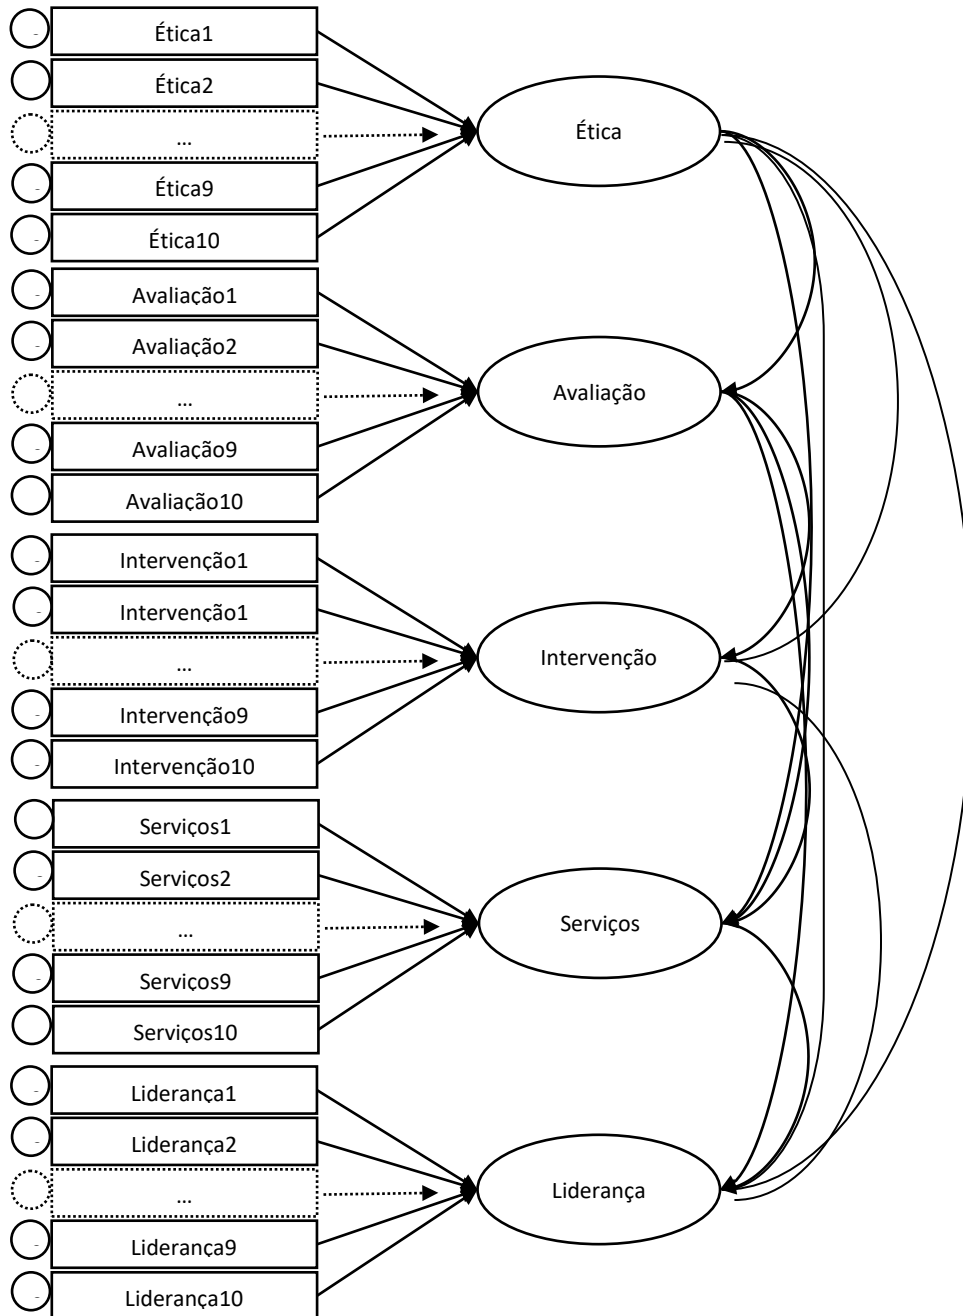 Ética1
Ética2
...
Ética9
Ética10
Ética
Avaliação1
Avaliação2
...
Avaliação9
Avaliação10
Avaliação
Intervenção1
Intervenção1
...
Intervenção9
Intervenção10
Intervenção
Serviços1
Serviços2
...
Serviços9
Serviços10
Serviços
Liderança1
Liderança2
...
Liderança9
Liderança10
Liderança